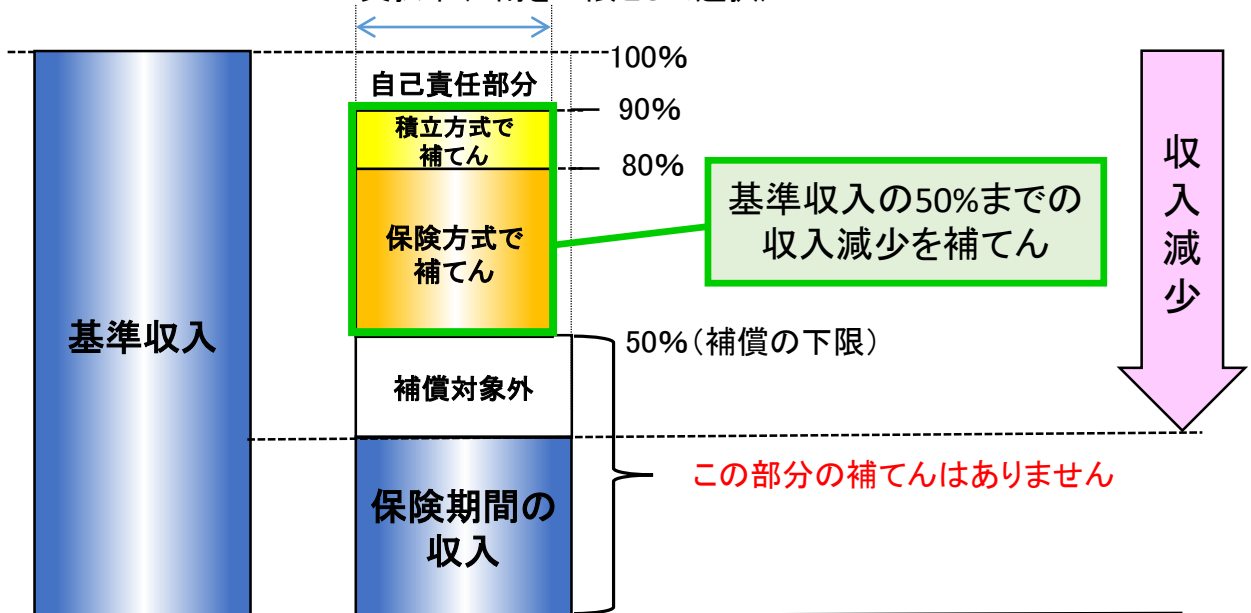 100%
自己責任部分
90%
積立方式で
補てん
80%
保険方式で
補てん
基準収入の50%までの
収入減少を補てん
収入減少
基準収入
50%(補償の下限)
補償対象外
この部分の補てんはありません
保険期間の
収入